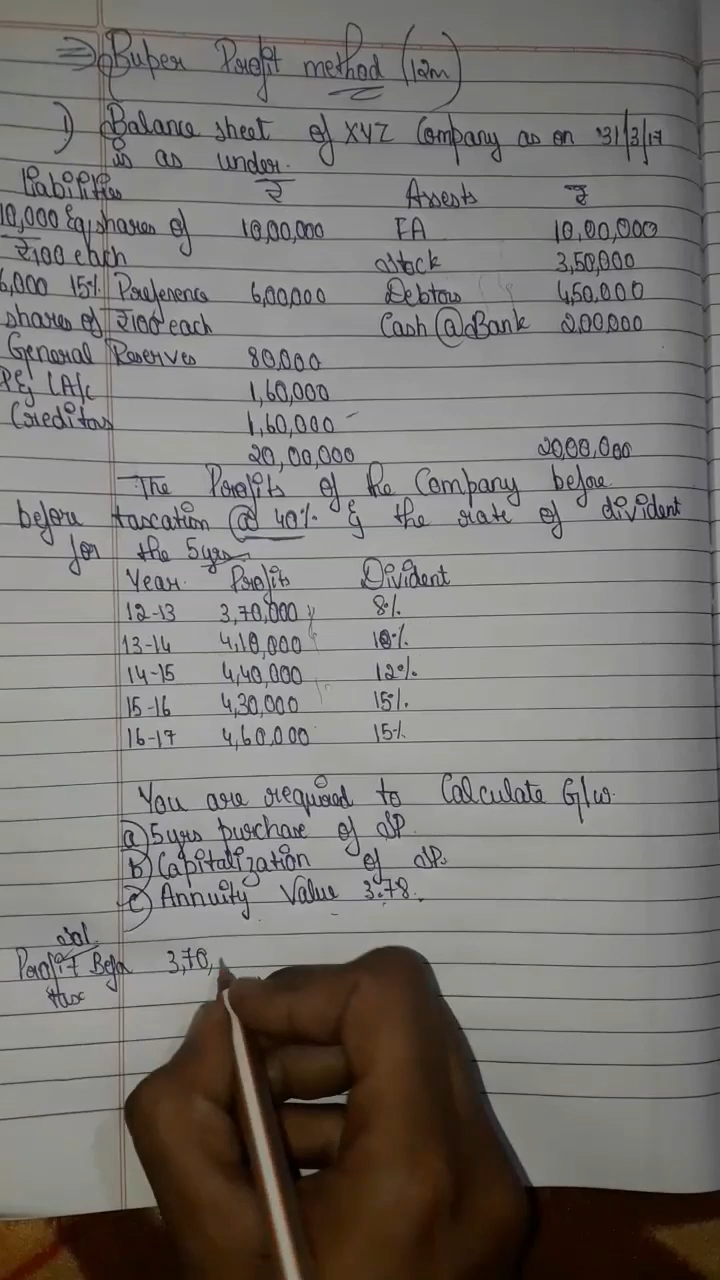 ⇒ Super Profit method (12m)
1) Balance sheet of XYZ Company as on 31/3/17
is as under.
Liabilities ₹ Assests ₹
10,000 Eq. shares of 10,00,000 FA 10,00,000
₹100 each Stock 3,50,000
6,000 15% Preference 6,00,000 Debtors 4,50,000
shares of ₹100 each Cash @ Bank 2,00,000
General Reserves 80,000
P&L A/c 1,60,000
Creditors 1,60,000
20,00,000 20,00,000
The Profits of the Company before
before taxcation @ 40% & the rate of divident
for the 5yrs
Year. Profits Divident
12-13 3,70,000 8%
13-14 4,10,000 10%
14-15 4,40,000 12%
15-16 4,30,000 15%
16-17 4,60,000 15%
You are required to Calculate G/w.
a) 5yrs purchase of SP.
b) Capitalization of SP.
c) Annuity Value 3.78.
Sol
Profit Befo 3,70,
tax